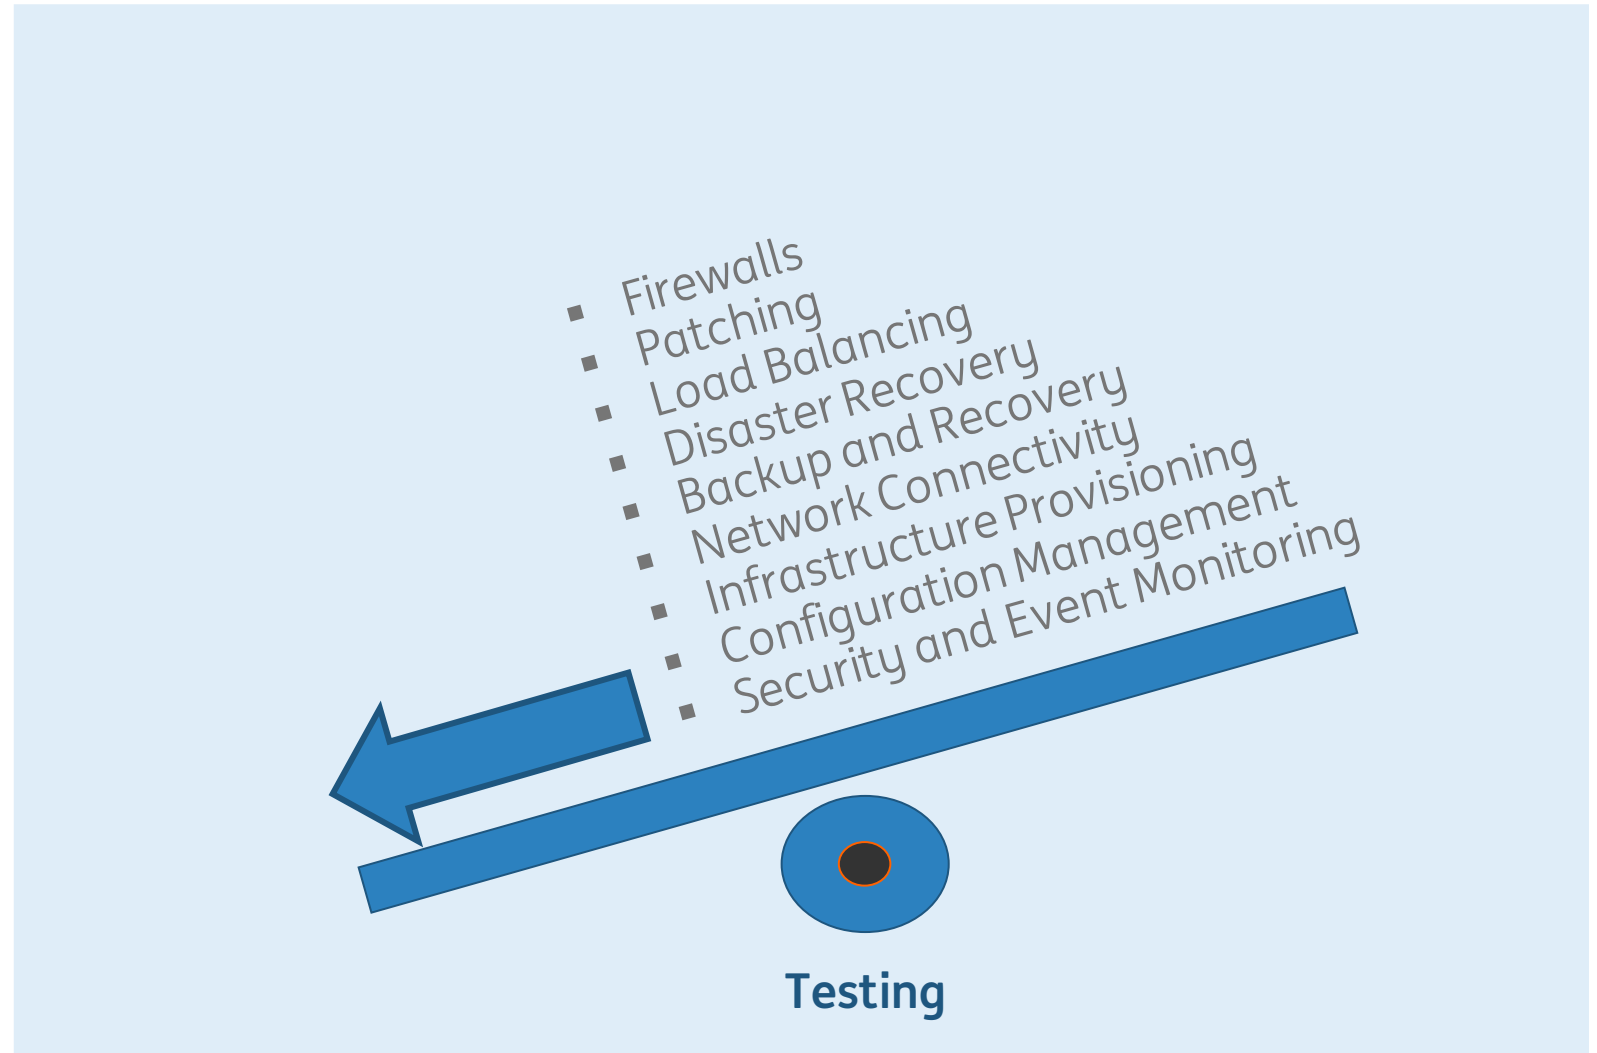 ▪ Firewalls
▪ Patching
▪ Load Balancing
▪ Disaster Recovery
▪ Backup and Recovery
▪ Network Connectivity
▪ Infrastructure Provisioning
▪ Configuration Management
▪ Security and Event Monitoring
Testing